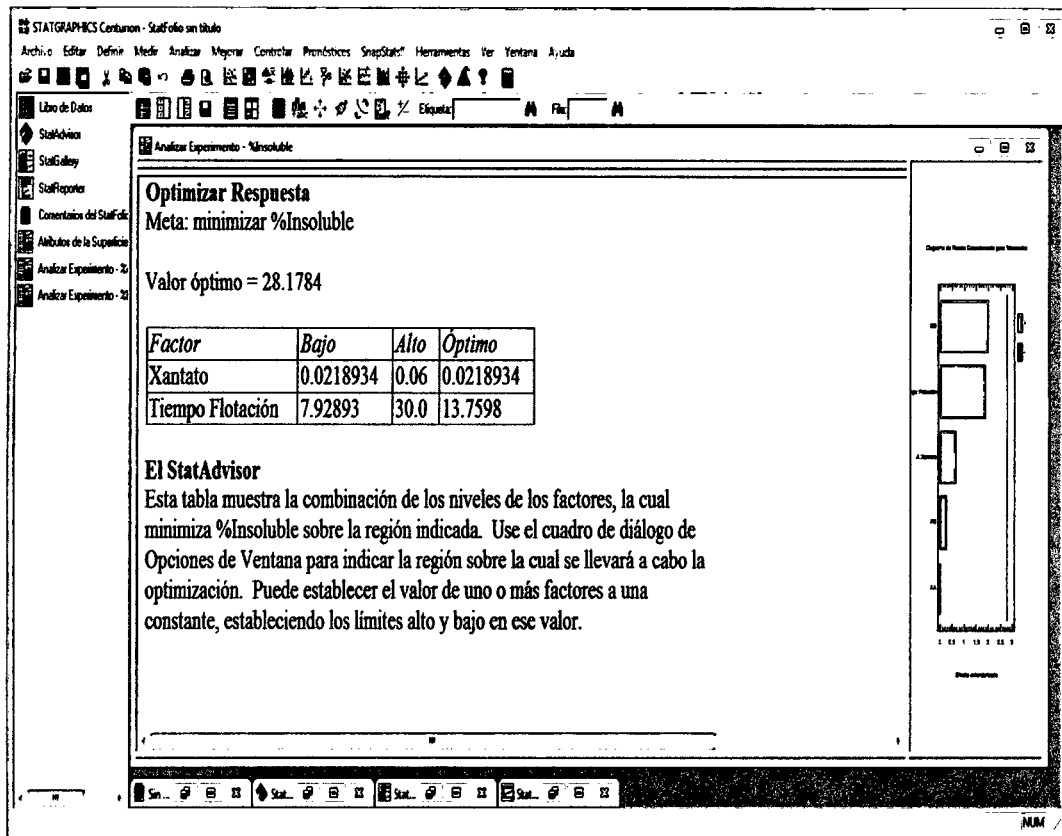 STATGRAPHICS Centurion - StatFolio sin título
Archivo Editar Definir Medir Analizar Mejorar Controlar Pronósticos SnapStats™ Herramientas Ver Ventana Ayuda
Etiqueta: Fila:
Libro de Datos
StatAdvisor
StatGallery
StatReporter
Comentarios del StatFolio
Atributos de la Superficie
Analizar Experimento - %
Analizar Experimento - %I
Analizar Experimento - %Insoluble
Optimizar Respuesta
Meta: minimizar %Insoluble
Valor óptimo = 28.1784
Factor Bajo Alto Óptimo
Xantato 0.0218934 0.06 0.0218934
Tiempo Flotación 7.92893 30.0 13.7598
El StatAdvisor
Esta tabla muestra la combinación de los niveles de los factores, la cual
minimiza %Insoluble sobre la región indicada. Use el cuadro de diálogo de
Opciones de Ventana para indicar la región sobre la cual se llevará a cabo la
optimización. Puede establecer el valor de uno o más factores a una
constante, estableciendo los límites alto y bajo en ese valor.
Sin ... Stat... Stat... Stat...
NUM